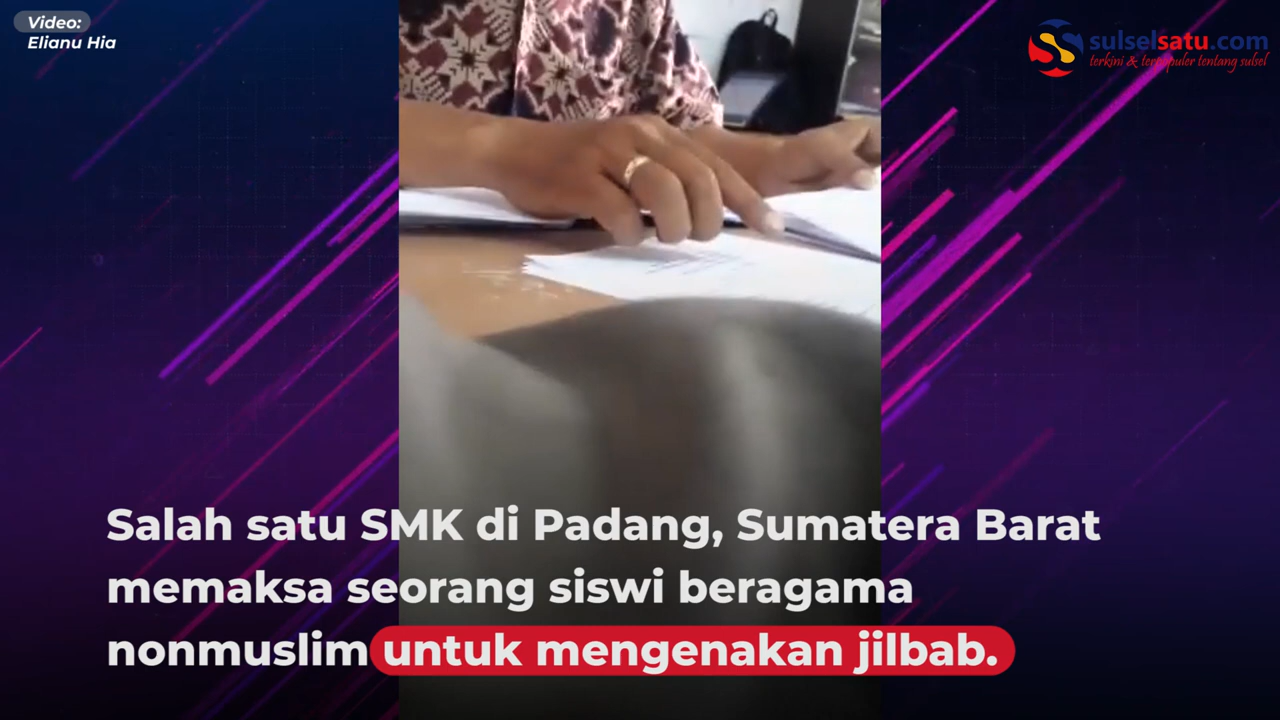 Video:
Elianu Hia
sulselsatu.com
terkini & terpopuler tentang sulsel
Salah satu SMK di Padang, Sumatera Barat
memaksa seorang siswi beragama
nonmuslim untuk mengenakan jilbab.